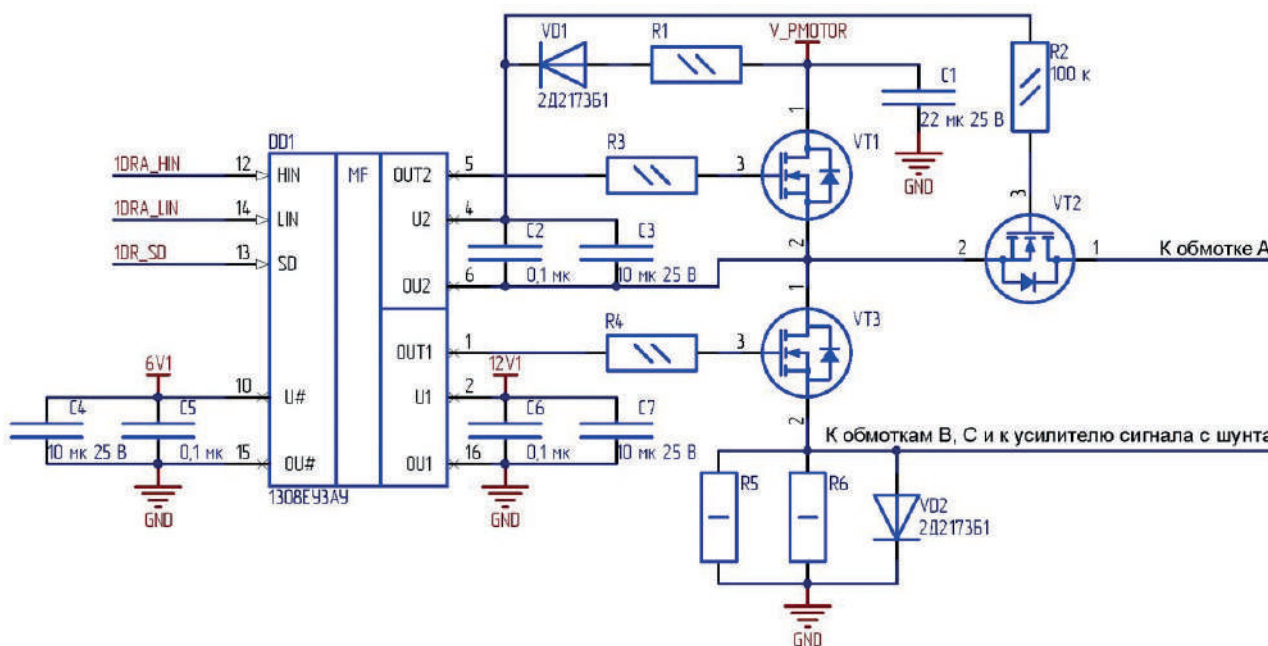 VD1
2Д2173Б1
R1
V_PMOTOR
C1
22 мк 25 В
GND
R2
100 к
DD1
1DRA_HIN
12
HIN
MF
OUT2
5
R3
3
1
VT1
1DRA_LIN
14
LIN
U2
4
1DR_SD
13
SD
C2
0,1 мк
C3
10 мк 25 В
OU2
6
2
3
VT2
2
1
К обмотке А
1
OUT1
1
R4
3
VT3
6V1
10
U#
12V1
U1
2
C4
10 мк 25 В
C5
0,1 мк
15
OU#
C6
0,1 мк
C7
10 мк 25 В
OU1
16
2
К обмоткам В, С и к усилителю сигнала с шунта
GND
1308ЕУ3АУ
GND
R5
R6
VD2
2Д2173Б1
GND